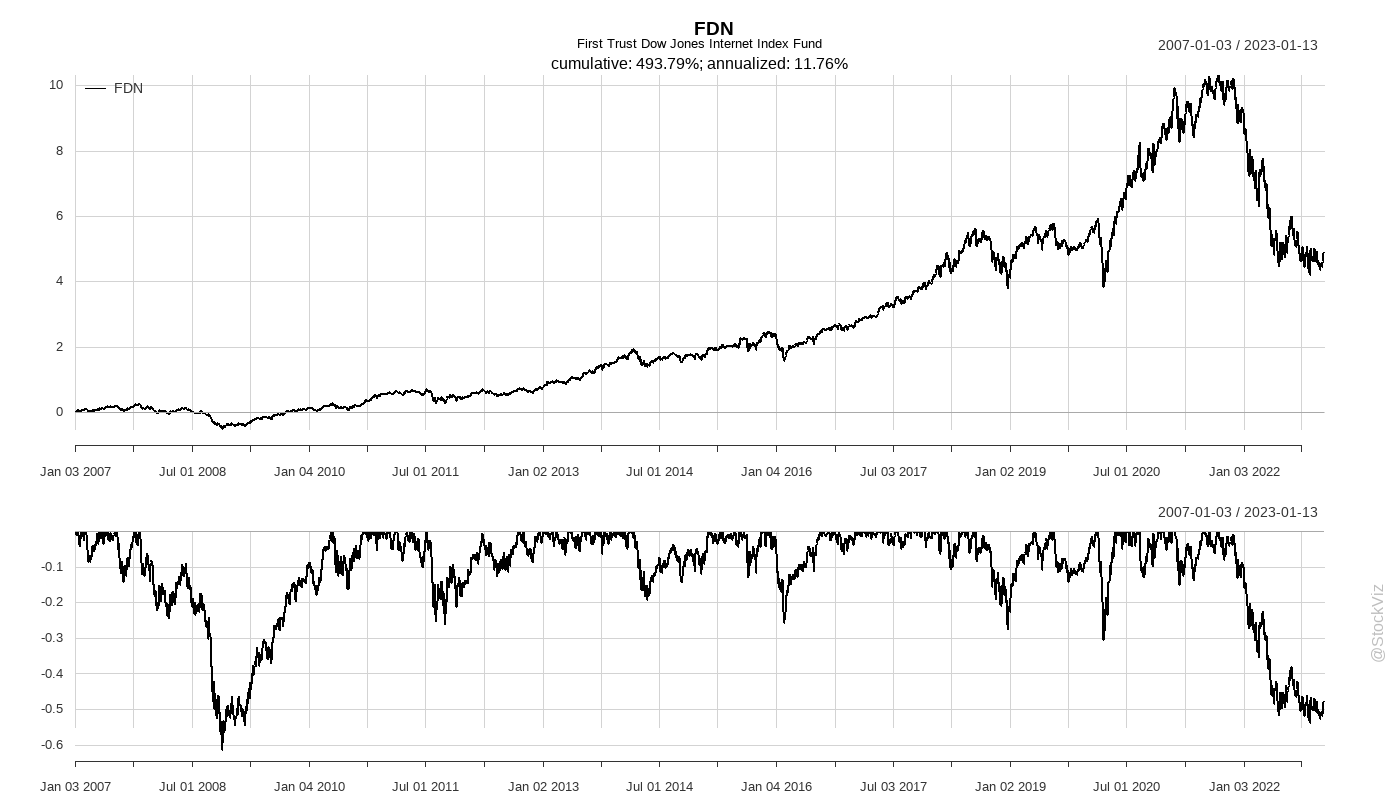 FDN
First Trust Dow Jones Internet Index Fund
cumulative: 493.79%; annualized: 11.76%
2007-01-03 / 2023-01-13
FDN
10
8
6
4
2
0
Jan 03 2007 Jul 01 2008 Jan 04 2010 Jul 01 2011 Jan 02 2013 Jul 01 2014 Jan 04 2016 Jul 03 2017 Jan 02 2019 Jul 01 2020 Jan 03 2022
2007-01-03 / 2023-01-13
-0.1
-0.2
-0.3
-0.4
-0.5
-0.6
Jan 03 2007 Jul 01 2008 Jan 04 2010 Jul 01 2011 Jan 02 2013 Jul 01 2014 Jan 04 2016 Jul 03 2017 Jan 02 2019 Jul 01 2020 Jan 03 2022
@StockViz